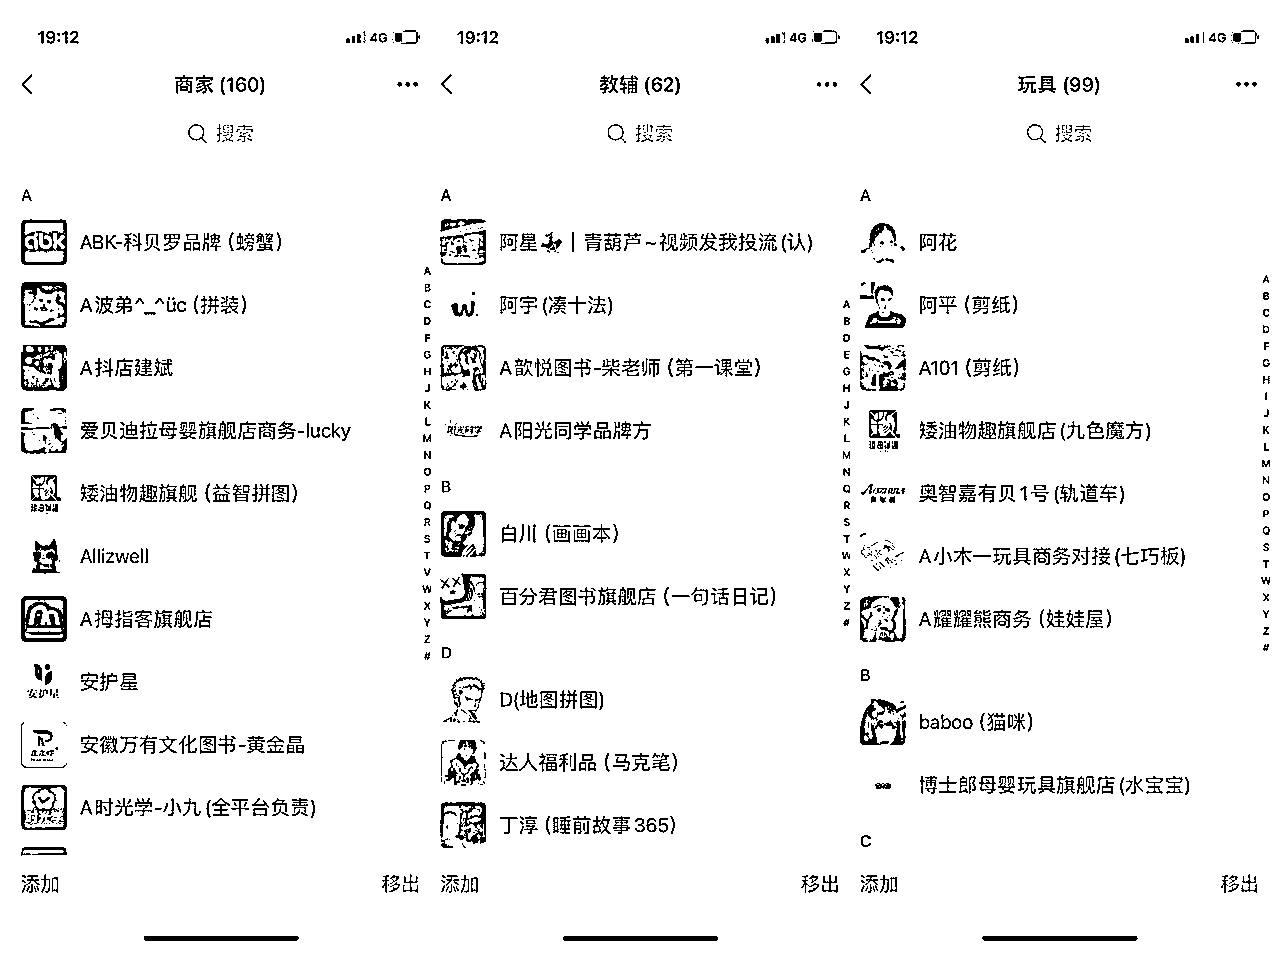 19:12
4G
商家 (160)
搜索
A
abk
ABK-科贝罗品牌（螃蟹）
A波弟^_^üc（拼装）
A抖店建斌
爱贝迪拉母婴旗舰店商务-lucky
矮油物趣旗舰（益智拼图）
Allizwell
A拇指客旗舰店
安护星
安护星
安徽万有文化图书-黄金晶
A时光学-小九(全平台负责)
A
B
C
D
F
G
H
J
K
L
M
N
O
P
Q
R
S
T
V
W
X
Y
Z
#
添加
移出
19:12
4G
教辅 (62)
搜索
A
阿星｜青葫芦~视频发我投流(认)
阿宇(凑十法)
A歆悦图书-柴老师（第一课堂）
A阳光同学品牌方
B
白川（画画本）
百分君图书旗舰店（一句话日记）
D
D(地图拼图)
达人福利品（马克笔）
丁淳（睡前故事365)
A
B
D
E
G
H
J
K
L
M
N
Q
R
S
T
W
X
Y
Z
#
添加
移出
19:12
4G
玩具 (99)
搜索
A
阿花
阿平（剪纸）
A101（剪纸）
矮油物趣旗舰店(九色魔方)
奥智嘉有贝1号(轨道车)
A小木一玩具商务对接(七巧板)
A耀耀熊商务（娃娃屋）
B
baboo（猫咪）
博士郎母婴玩具旗舰店(水宝宝)
C
A
B
C
D
F
G
H
I
J
K
L
M
N
O
P
Q
S
T
W
X
Y
Z
#
添加
移出